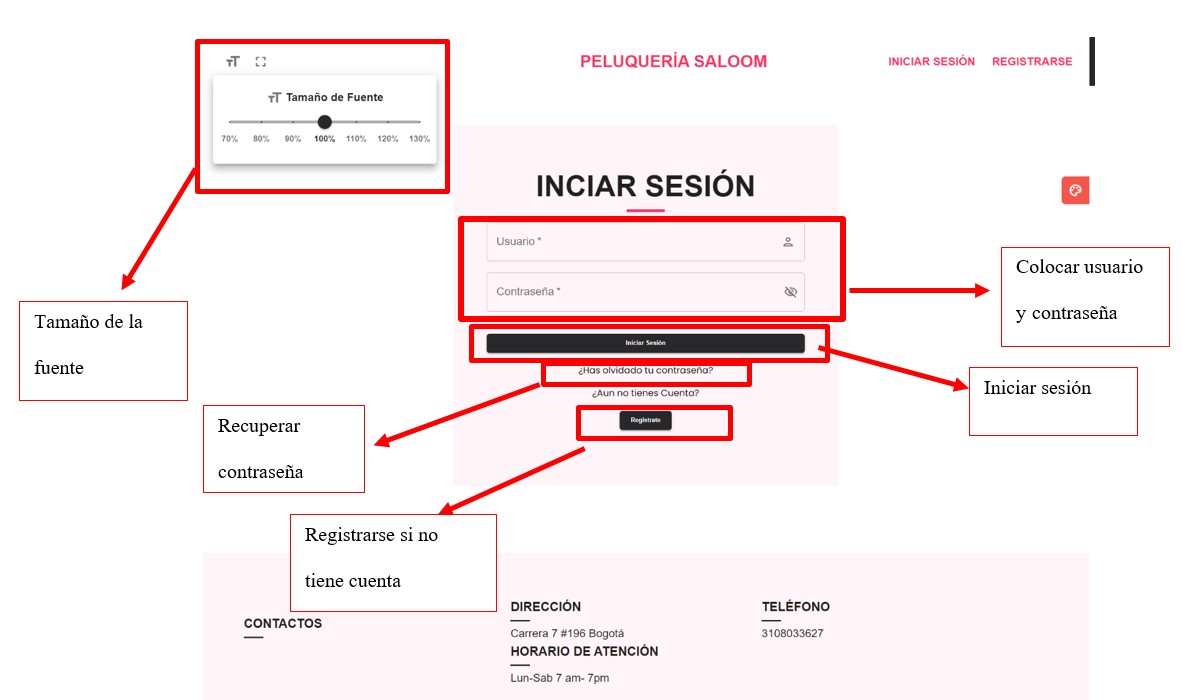 PELUQUERÍA SALOOM
INICIAR SESIÓN REGISTRARSE
Tamaño de Fuente
70% 80% 90% 100% 110% 120% 130%
INCIAR SESIÓN
Usuario *
Contraseña *
Iniciar Sesión
¿Has olvidado tu contraseña?
¿Aun no tienes Cuenta?
Regístrate
Colocar usuario
y contraseña
Iniciar sesión
Tamaño de la
fuente
Recuperar
contraseña
Registrarse si no
tiene cuenta
CONTACTOS
DIRECCIÓN
Carrera 7 #196 Bogotá
HORARIO DE ATENCIÓN
Lun-Sab 7 am- 7pm
TELÉFONO
3108033627